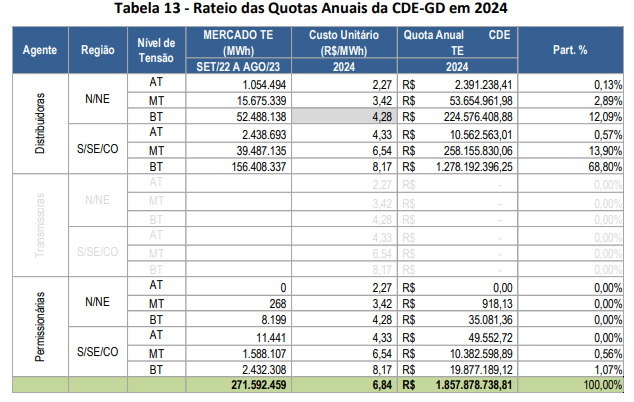 Tabela 13 - Rateio das Quotas Anuais da CDE-GD em 2024
Agente Região Nível de Tensão MERCADO TE (MWh) Custo Unitário (R$/MWh) Quota Anual CDE TE Part. %
SET/22 A AGO/23 2024 2024
Distribuidoras
N/NE
AT 1.054.494 2,27 R$ 2.391.238,41 0,13%
MT 15.675.339 3,42 R$ 53.654.961,98 2,89%
BT 52.488.138 4,28 R$ 224.576.408,88 12,09%
S/SE/CO
AT 2.438.693 4,33 R$ 10.562.563,01 0,57%
MT 39.487.135 6,54 R$ 258.155.830,06 13,90%
BT 156.408.337 8,17 R$ 1.278.192.396,25 68,80%
Transmissoras
N/NE
AT 2,27 R$ - 0,00%
MT 3,42 R$ - 0,00%
BT 4,28 R$ - 0,00%
S/SE/CO
AT 4,33 R$ - 0,00%
MT 6,54 R$ - 0,00%
BT 8,17 R$ - 0,00%
Permissionárias
N/NE
AT 0 2,27 R$ 0,00 0,00%
MT 268 3,42 R$ 918,13 0,00%
BT 8.199 4,28 R$ 35.081,36 0,00%
S/SE/CO
AT 11.441 4,33 R$ 49.552,72 0,00%
MT 1.588.107 6,54 R$ 10.382.598,89 0,56%
BT 2.432.308 8,17 R$ 19.877.189,12 1,07%
271.592.459 6,84 R$ 1.857.878.738,81 100,00%